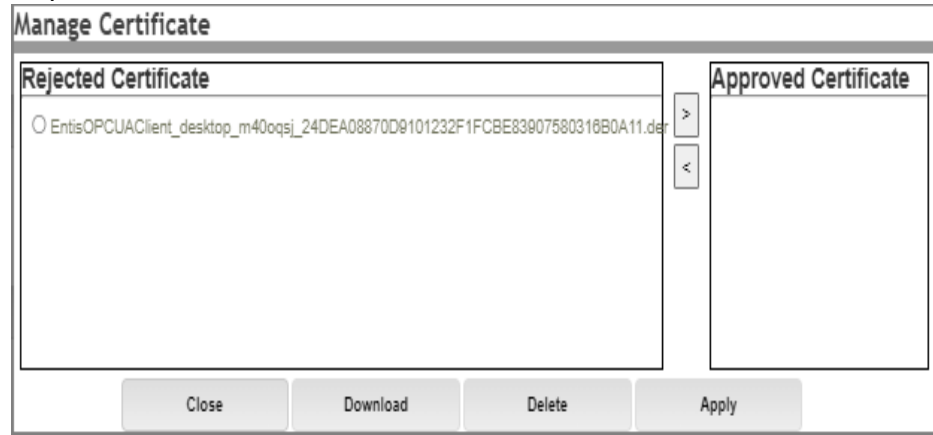 Manage Certificate
Rejected Certificate
Approved Certificate
EntisOPCUAClient_desktop_m40oqsj_24DEA08870D9101232F1FCBE83907580316B0A11.der
>
<
Close Download Delete Apply